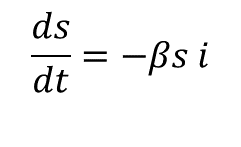 ds/dt = −βs i